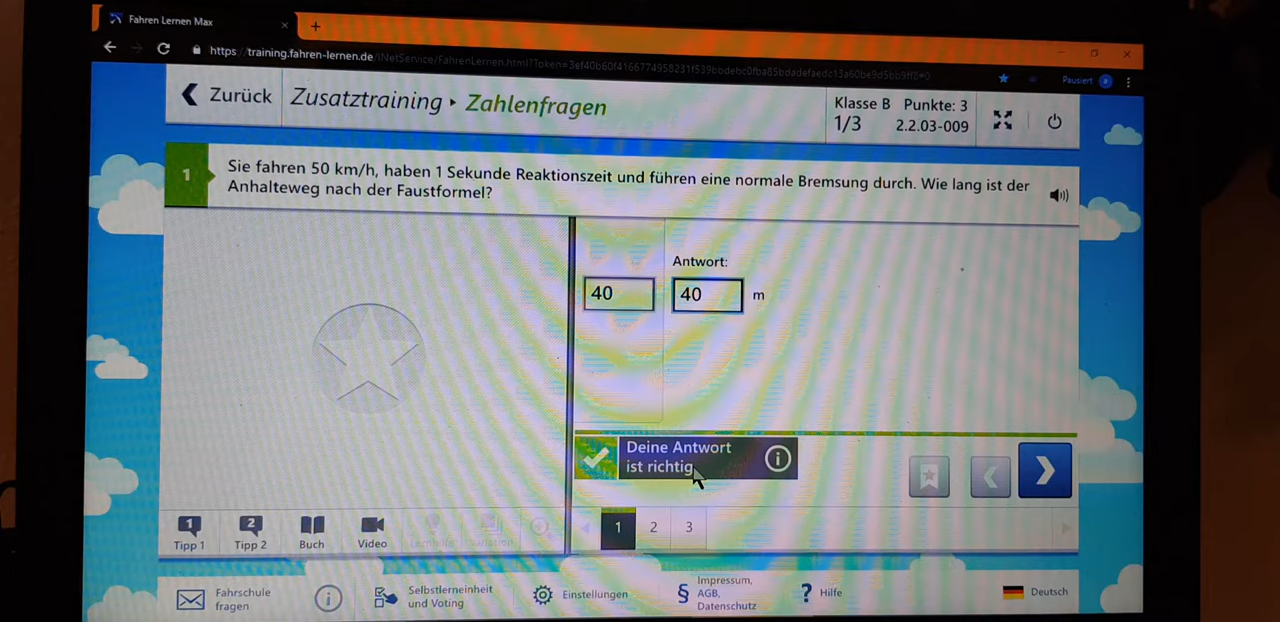 Fahren Lernen Max
https://training.fahren-lernen.de/
Zurück
Zusatztraining ▸ Zahlenfragen
Klasse B Punkte: 3
1/3 2.2.03-009
1
Sie fahren 50 km/h, haben 1 Sekunde Reaktionszeit und führen eine normale Bremsung durch. Wie lang ist der
Anhalteweg nach der Faustformel?
Antwort:
40 40 m
Deine Antwort
ist richtig
1 2 3
1 2
Tipp 1 Tipp 2 Buch Video
Fahrschule
fragen
Selbstlerneinheit
und Voting
Einstellungen
§
Impressum,
AGB,
Datenschutz
? Hilfe
Deutsch
Pausiert